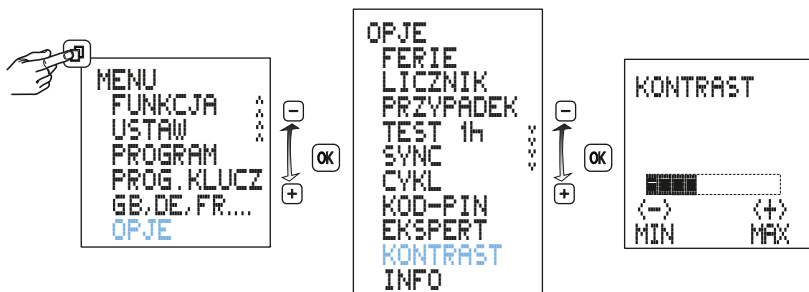 MENU
FUNKCJA
USTAW
PROGRAM
PROG.KLUCZ
GB,DE,FR....
OPJE
−
OK
+
OPJE
FERIE
LICZNIK
PRZYPADEK
TEST 1h
SYNC
CYKL
KOD-PIN
EKSPERT
KONTRAST
INFO
−
OK
+
KONTRAST
(−) (+)
MIN MAX